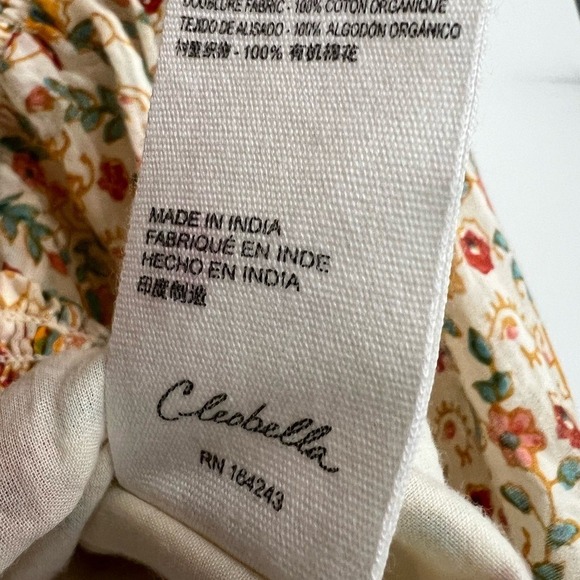 DOUBLURE FABRIC - 100% COTON ORGANIQUE
TEJIDO DE ALISADO - 100% ALGODÓN ORGÁNICO
衬里织物 - 100% 有机棉花
MADE IN INDIA
FABRIQUÉ EN INDE
HECHO EN INDIA
印度制造
Cleobella
RN 164243